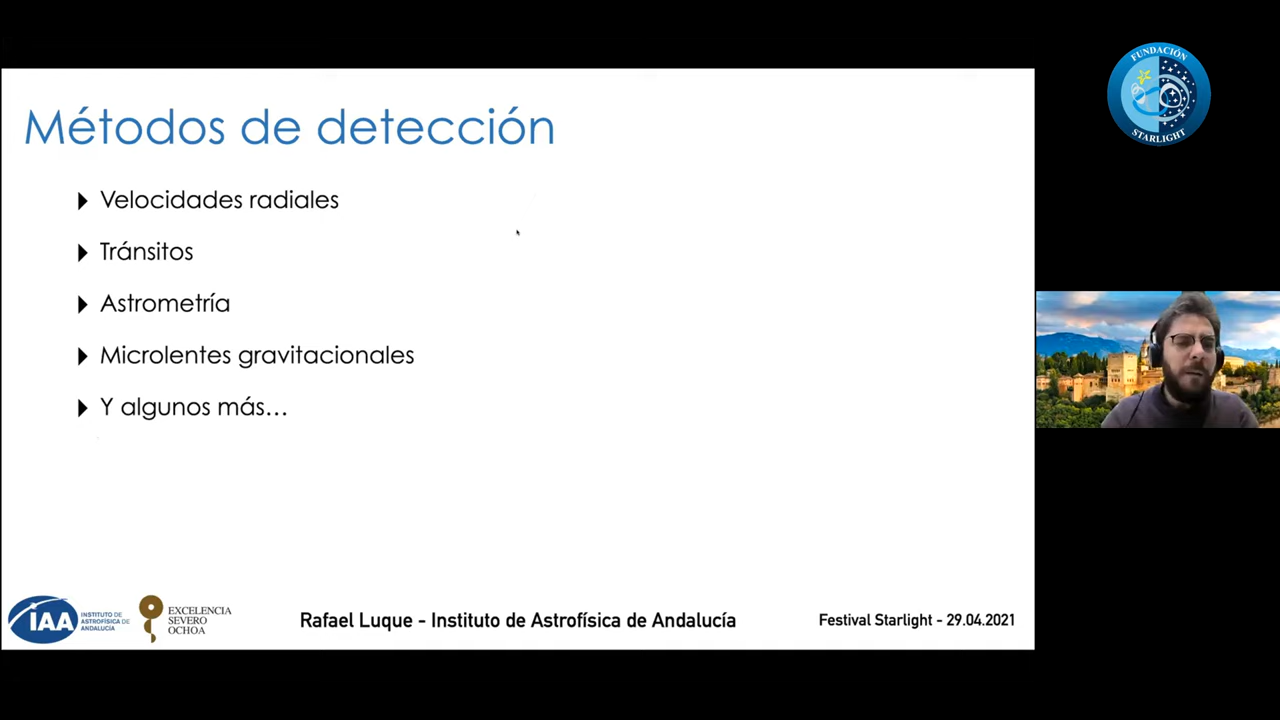 FUNDACIÓN
STARLIGHT
Métodos de detección
Velocidades radiales
Tránsitos
Astrometría
Microlentes gravitacionales
Y algunos más...
IAA
INSTITUTO DE
ASTROFÍSICA DE
ANDALUCÍA
EXCELENCIA
SEVERO
OCHOA
Rafael Luque - Instituto de Astrofísica de Andalucía
Festival Starlight - 29.04.2021